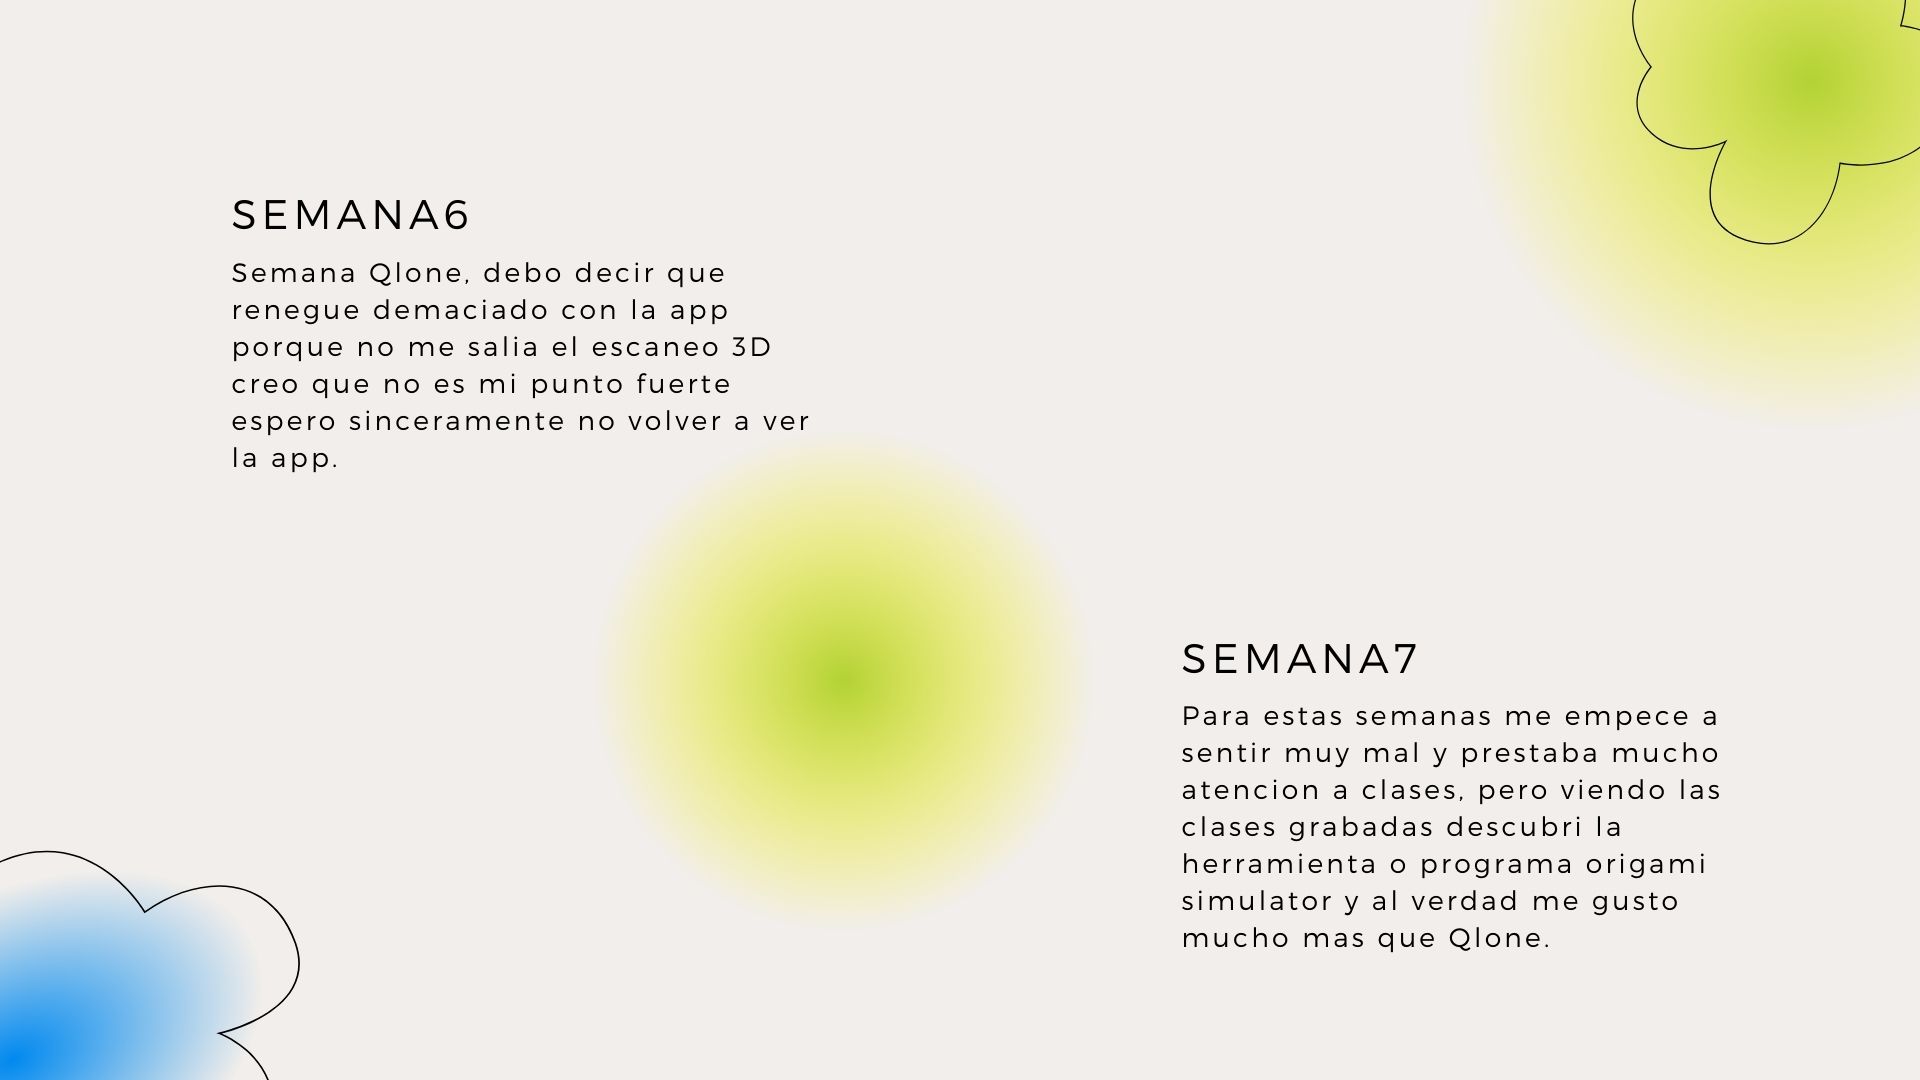 SEMANA6
Semana Qlone, debo decir que
renegue demaciado con la app
porque no me salia el escaneo 3D
creo que no es mi punto fuerte
espero sinceramente no volver a ver
la app.
SEMANA7
Para estas semanas me empece a
sentir muy mal y prestaba mucho
atencion a clases, pero viendo las
clases grabadas descubri la
herramienta o programa origami
simulator y al verdad me gusto
mucho mas que Qlone.